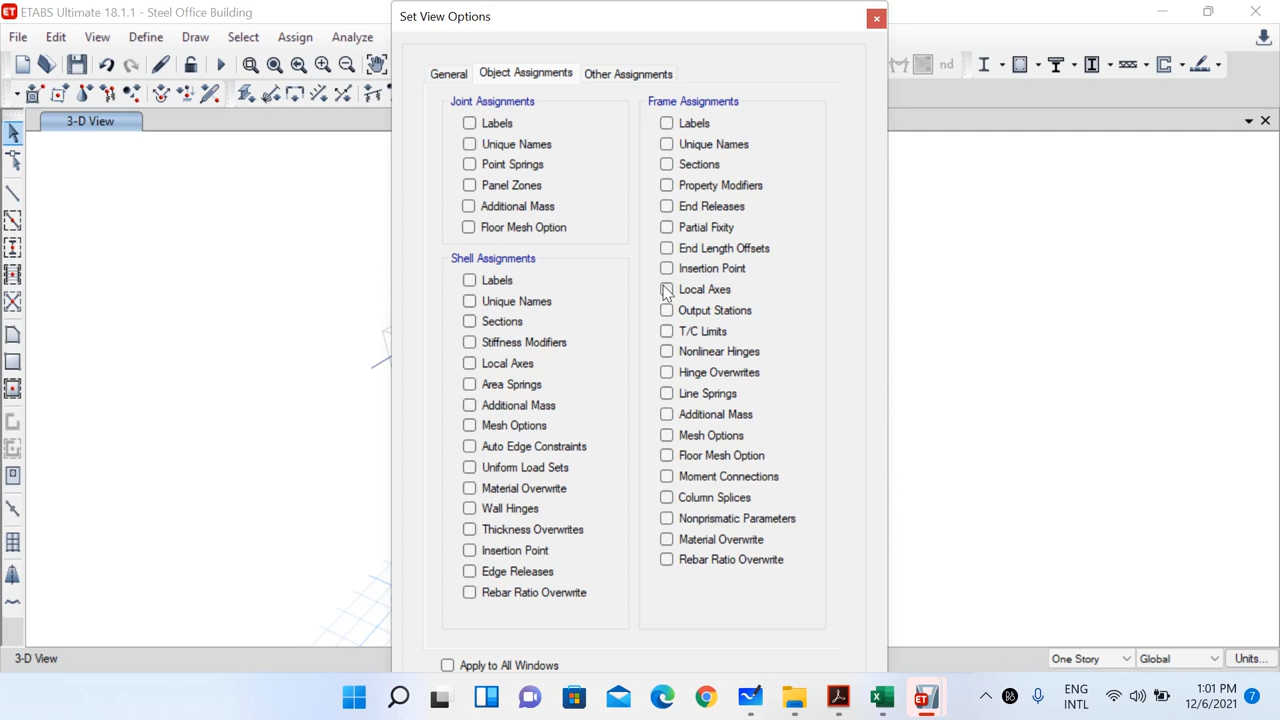 ETABS Ultimate 18.1.1 - Steel Office Building
File Edit View Define Draw Select Assign Analyze
nd
3-D View
Set View Options
General Object Assignments Other Assignments
Joint Assignments
Labels
Unique Names
Point Springs
Panel Zones
Additional Mass
Floor Mesh Option
Shell Assignments
Labels
Unique Names
Sections
Stiffness Modifiers
Local Axes
Area Springs
Additional Mass
Mesh Options
Auto Edge Constraints
Uniform Load Sets
Material Overwrite
Wall Hinges
Thickness Overwrites
Insertion Point
Edge Releases
Rebar Ratio Overwrite
Frame Assignments
Labels
Unique Names
Sections
Property Modifiers
End Releases
Partial Fixity
End Length Offsets
Insertion Point
Local Axes
Output Stations
T/C Limits
Nonlinear Hinges
Hinge Overwrites
Line Springs
Additional Mass
Mesh Options
Floor Mesh Option
Moment Connections
Column Splices
Nonprismatic Parameters
Material Overwrite
Rebar Ratio Overwrite
Apply to All Windows
3-D View
One Story Global Units...
ENG
INTL
1:01 PM
12/6/2021
7